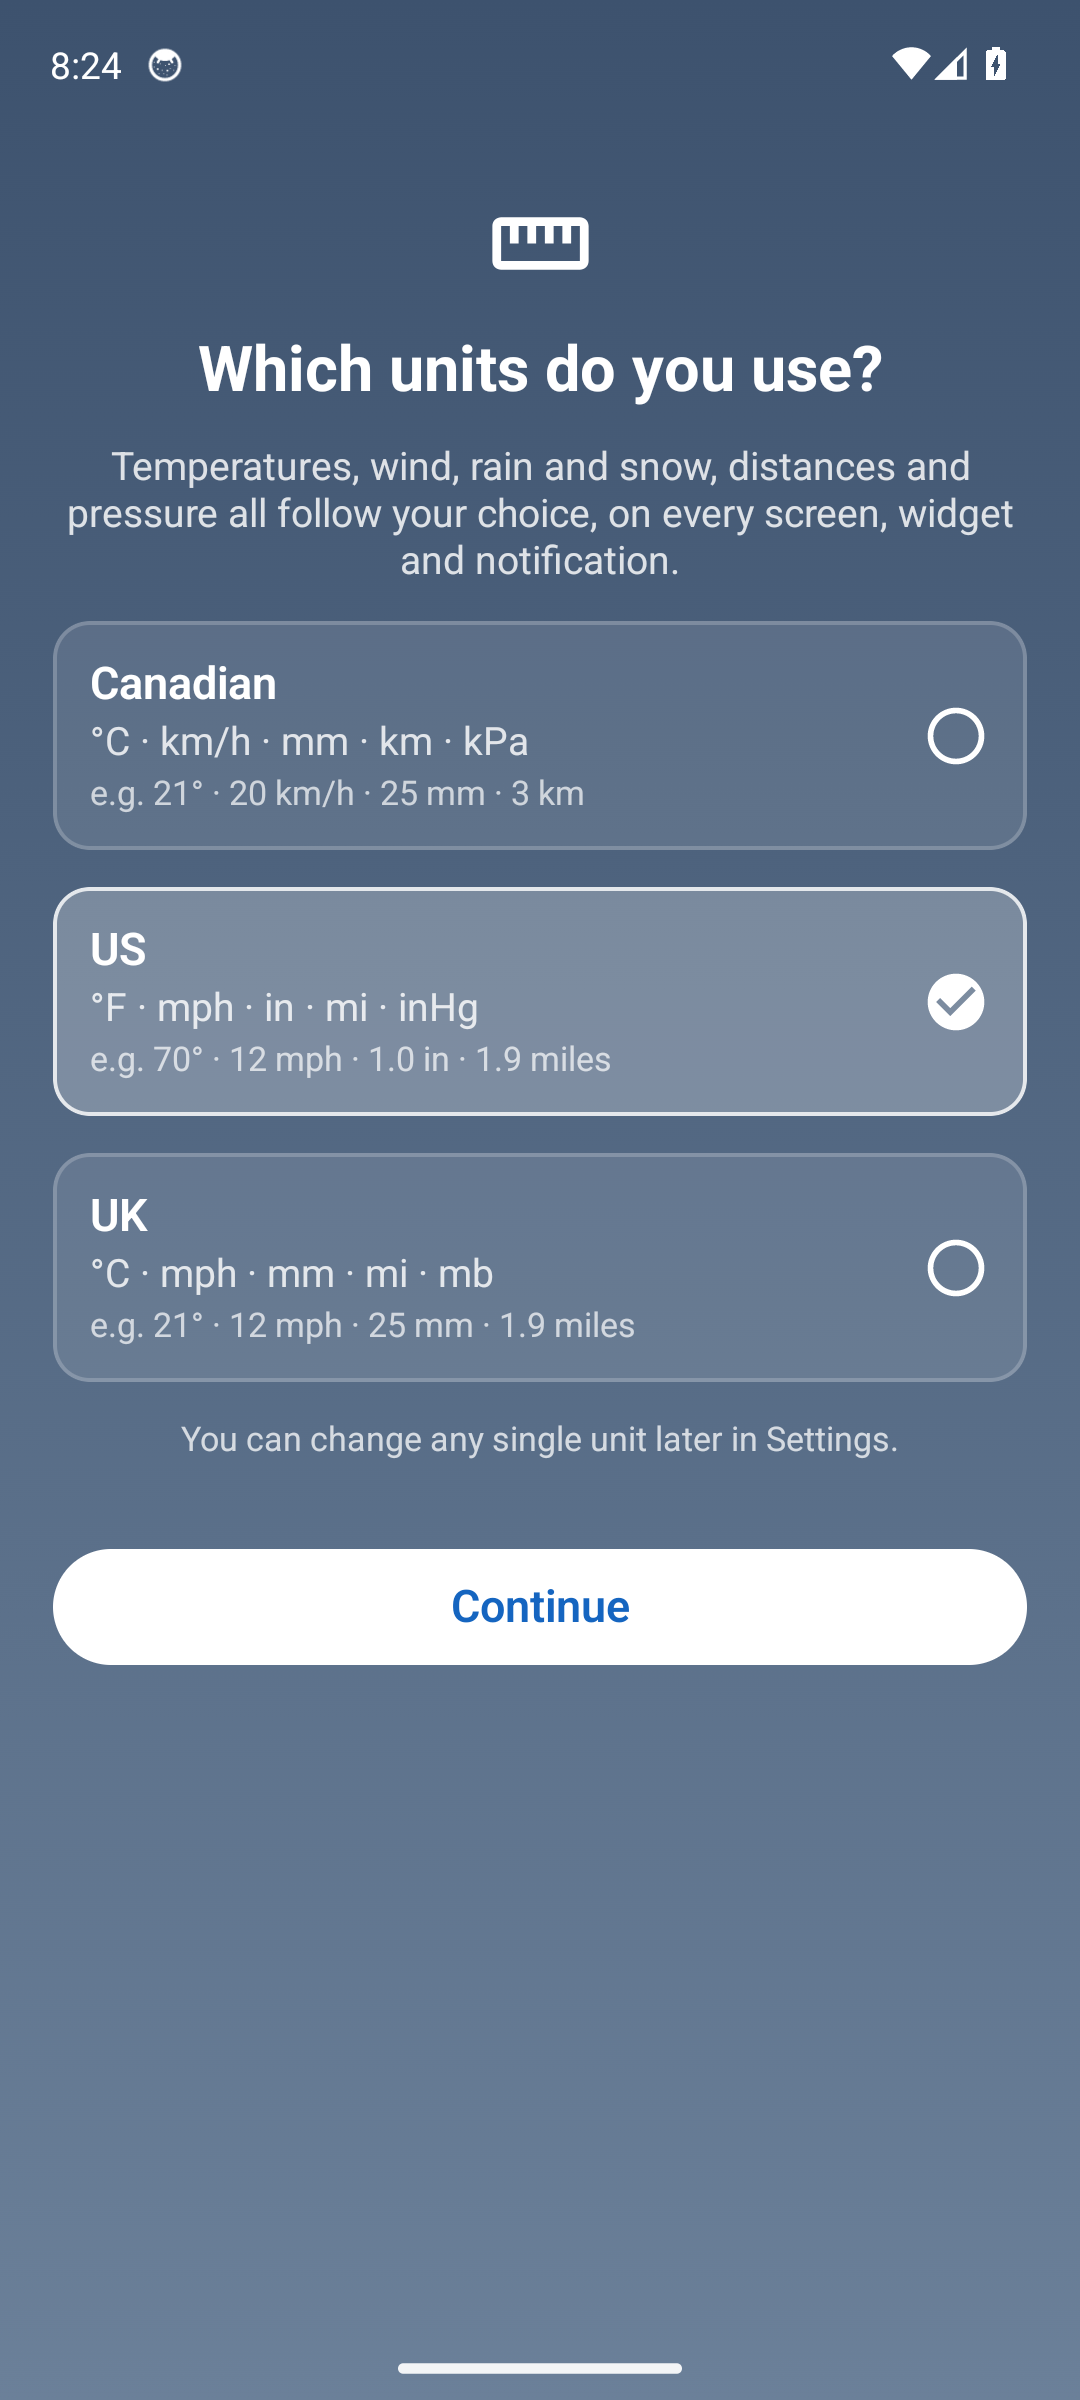 8:24
Which units do you use?
Temperatures, wind, rain and snow, distances and
pressure all follow your choice, on every screen, widget
and notification.
Canadian
°C · km/h · mm · km · kPa
e.g. 21° · 20 km/h · 25 mm · 3 km
US
°F · mph · in · mi · inHg
e.g. 70° · 12 mph · 1.0 in · 1.9 miles
UK
°C · mph · mm · mi · mb
e.g. 21° · 12 mph · 25 mm · 1.9 miles
You can change any single unit later in Settings.
Continue